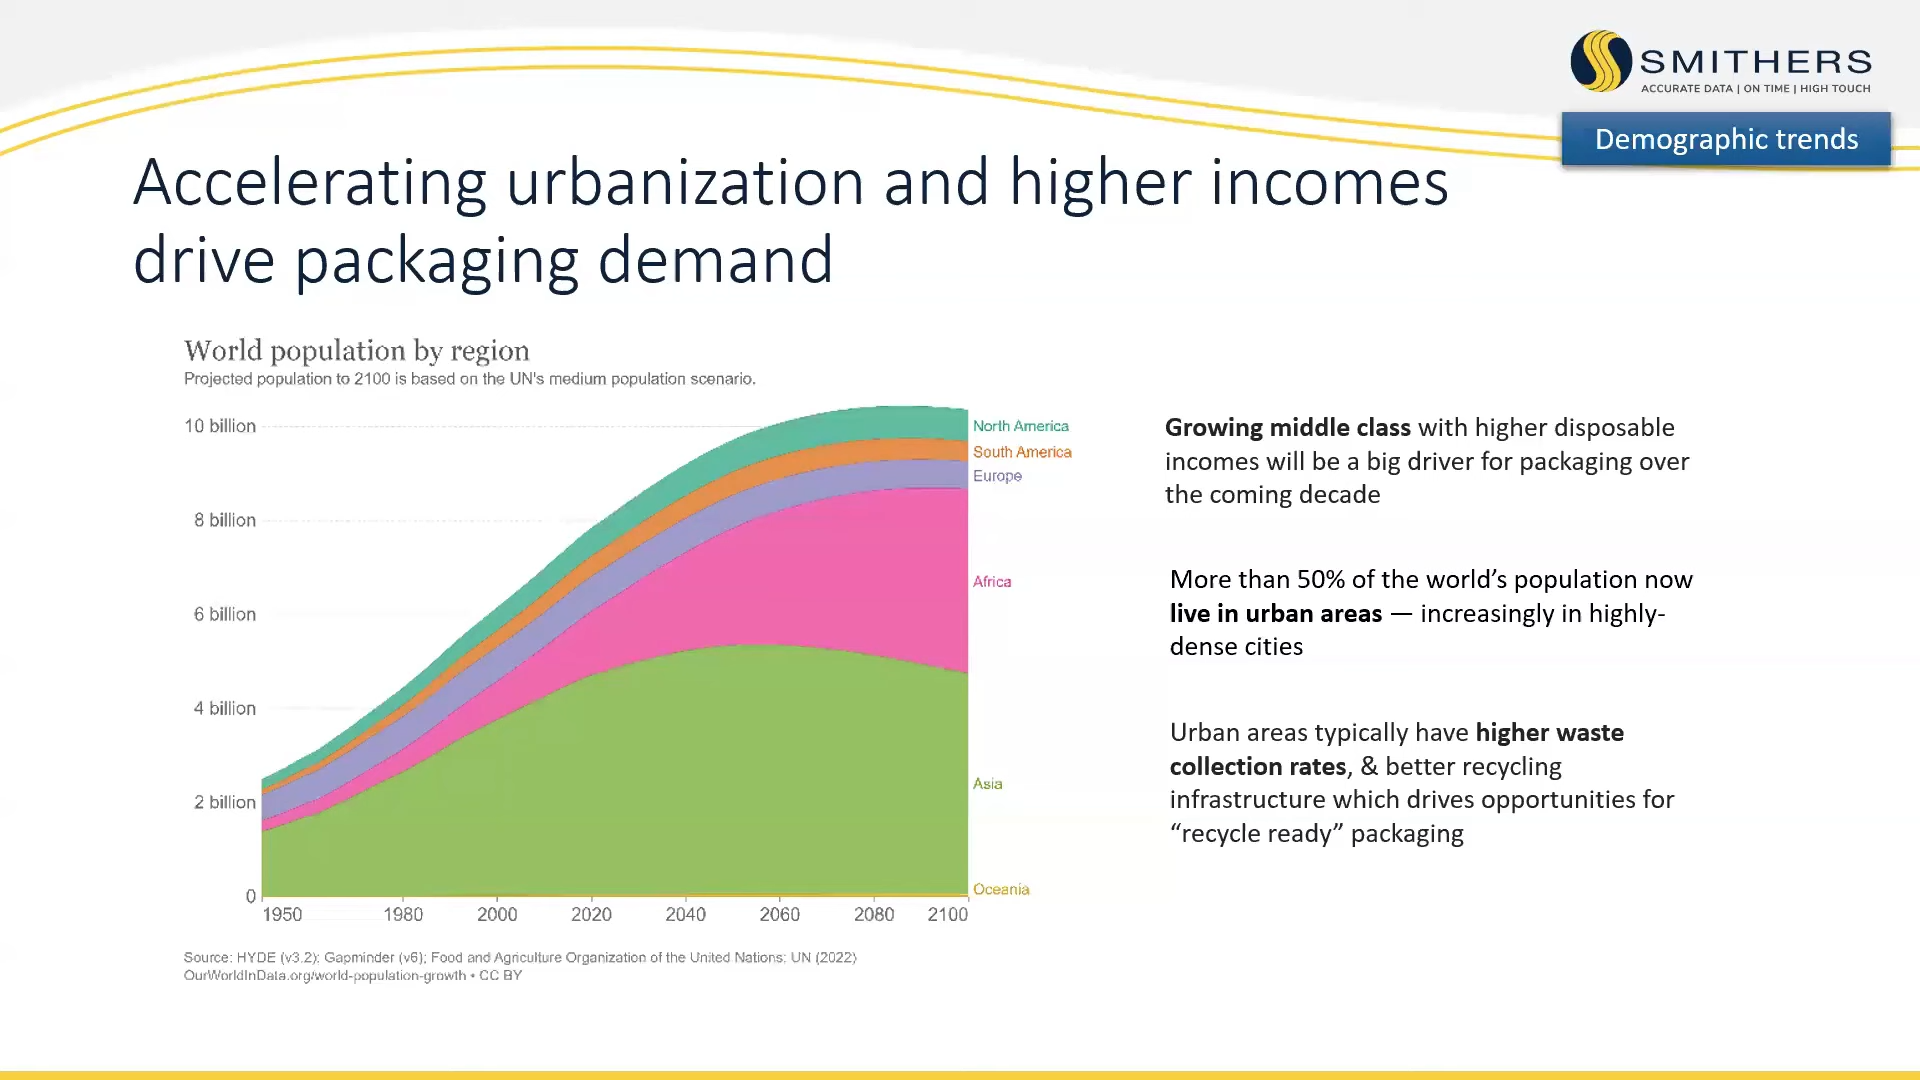 SMITHERS
ACCURATE DATA | ON TIME | HIGH TOUCH
Demographic trends
Accelerating urbanization and higher incomes
drive packaging demand
World population by region
Projected population to 2100 is based on the UN's medium population scenario.
10 billion
8 billion
6 billion
4 billion
2 billion
0
1950 1980 2000 2020 2040 2060 2080 2100
North America
South America
Europe
Africa
Asia
Oceania
Source: HYDE (v3.2); Gapminder (v6); Food and Agriculture Organization of the United Nations; UN (2022)
OurWorldInData.org/world-population-growth • CC BY
Growing middle class with higher disposable
incomes will be a big driver for packaging over
the coming decade
More than 50% of the world’s population now
live in urban areas — increasingly in highly-
dense cities
Urban areas typically have higher waste
collection rates, & better recycling
infrastructure which drives opportunities for
“recycle ready” packaging